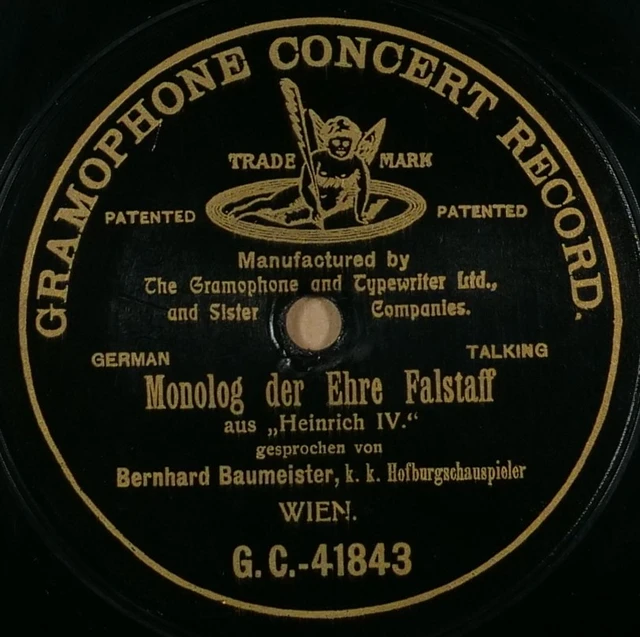 GRAMOPHONE CONCERT RECORD.
TRADE MARK
PATENTED PATENTED
Manufactured by
The Gramophone and Typewriter Ltd.,
and Sister Companies.
GERMAN TALKING
Monolog der Ehre Falstaff
aus „Heinrich IV.“
gesprochen von
Bernhard Baumeister, k. k. Hofburgschauspieler
WIEN.
G. C.-41843